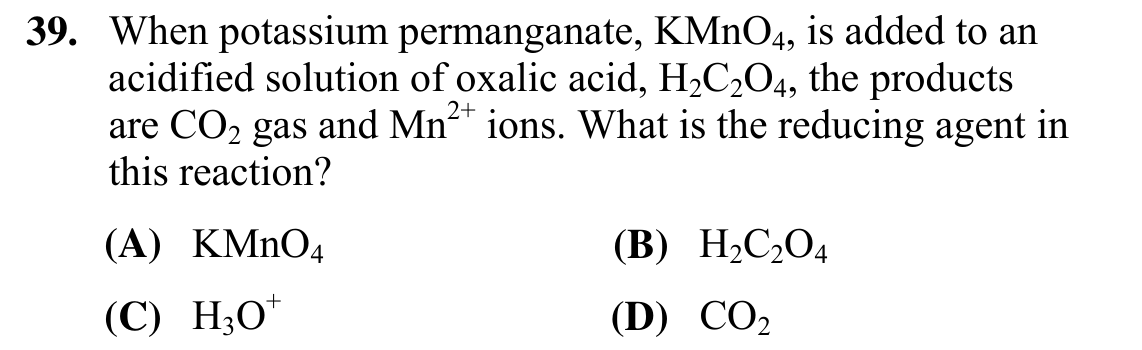 39. When potassium permanganate, KMnO₄, is added to an
acidified solution of oxalic acid, H₂C₂O₄, the products
are CO₂ gas and Mn²⁺ ions. What is the reducing agent in
this reaction?
(A) KMnO₄ (B) H₂C₂O₄
(C) H₃O⁺ (D) CO₂